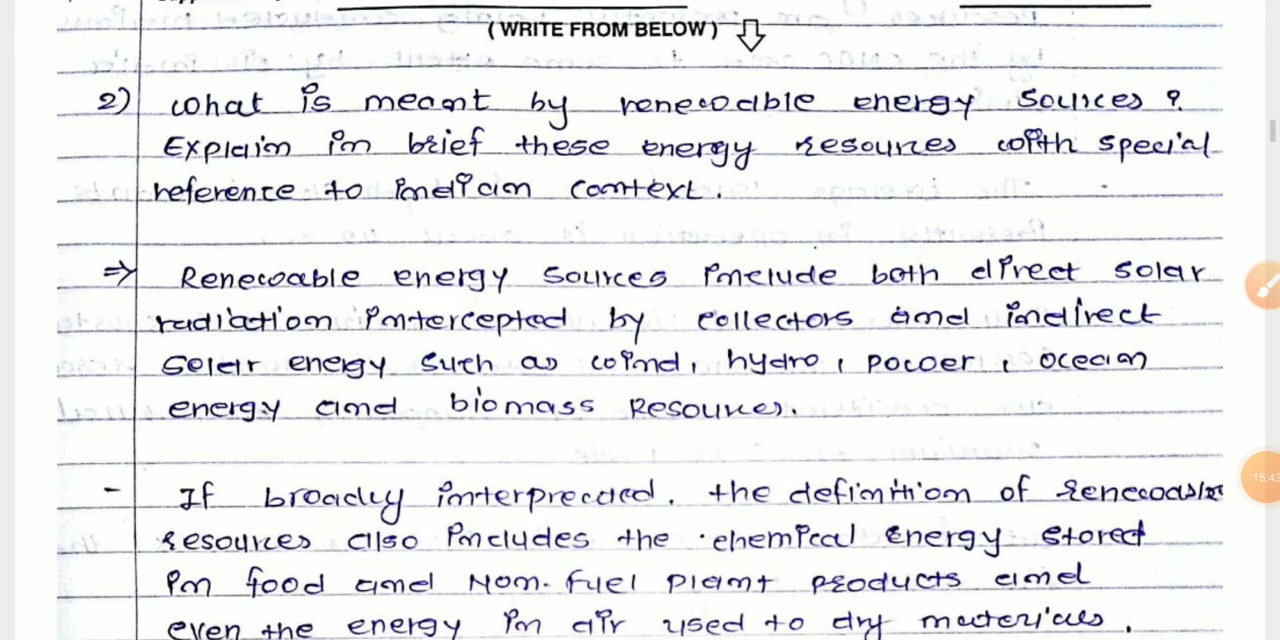 ( WRITE FROM BELOW )
2) what is meant by renewable energy sources ?
Explain in brief these energy resources with special
reference to indian context.
⇒ Renewable energy sources include both direct solar
radiation intercepted by collectors and indirect
solar energy such as wind, hydro, power, ocean
energy and biomass Resources.
- If broadly interpreted. the definition of renewable
resources also includes the chemical energy stored
in food and Non-fuel plant products and
even the energy in air used to dry materials.
15:43